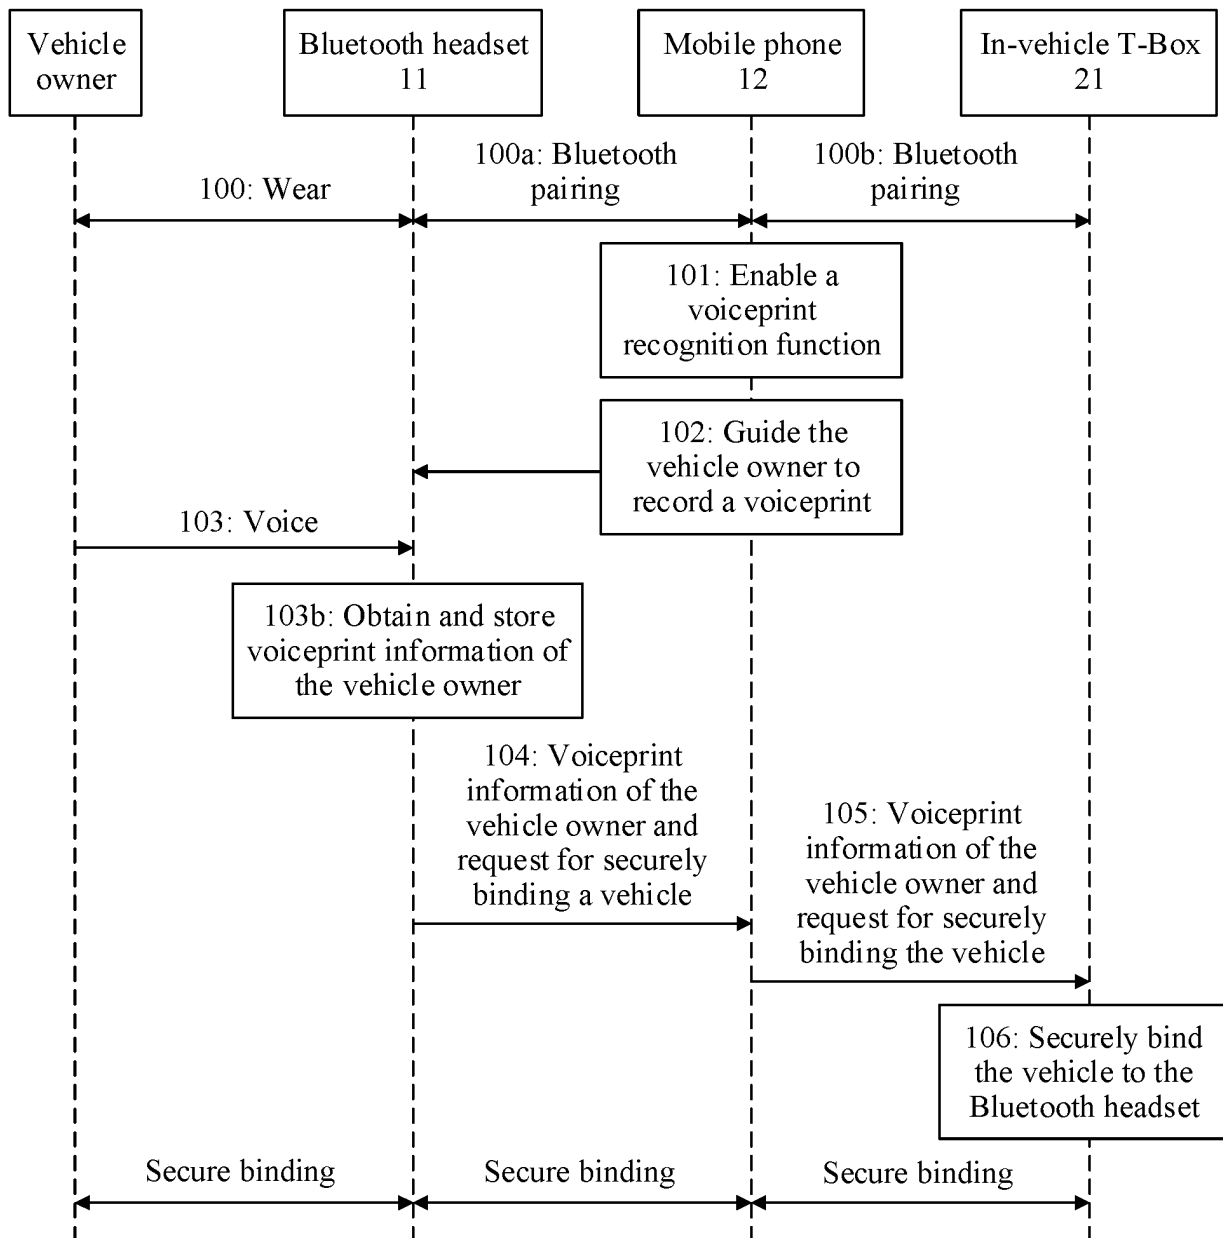 Vehicle
owner
Bluetooth headset
11
Mobile phone
12
In-vehicle T-Box
21
100: Wear
100a: Bluetooth
pairing
100b: Bluetooth
pairing
101: Enable a
voiceprint
recognition function
102: Guide the
vehicle owner to
record a voiceprint
103: Voice
103b: Obtain and store
voiceprint information of
the vehicle owner
104: Voiceprint
information of the
vehicle owner and
request for securely
binding a vehicle
105: Voiceprint
information of the
vehicle owner and
request for securely
binding the vehicle
106: Securely bind
the vehicle to the
Bluetooth headset
Secure binding
Secure binding
Secure binding